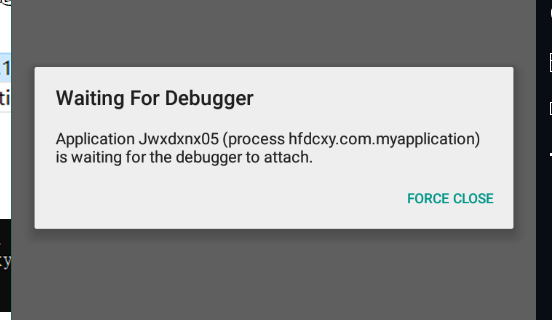 Waiting For Debugger
Application Jwxdxnx05 (process hfdcxy.com.myapplication)
is waiting for the debugger to attach.
FORCE CLOSE